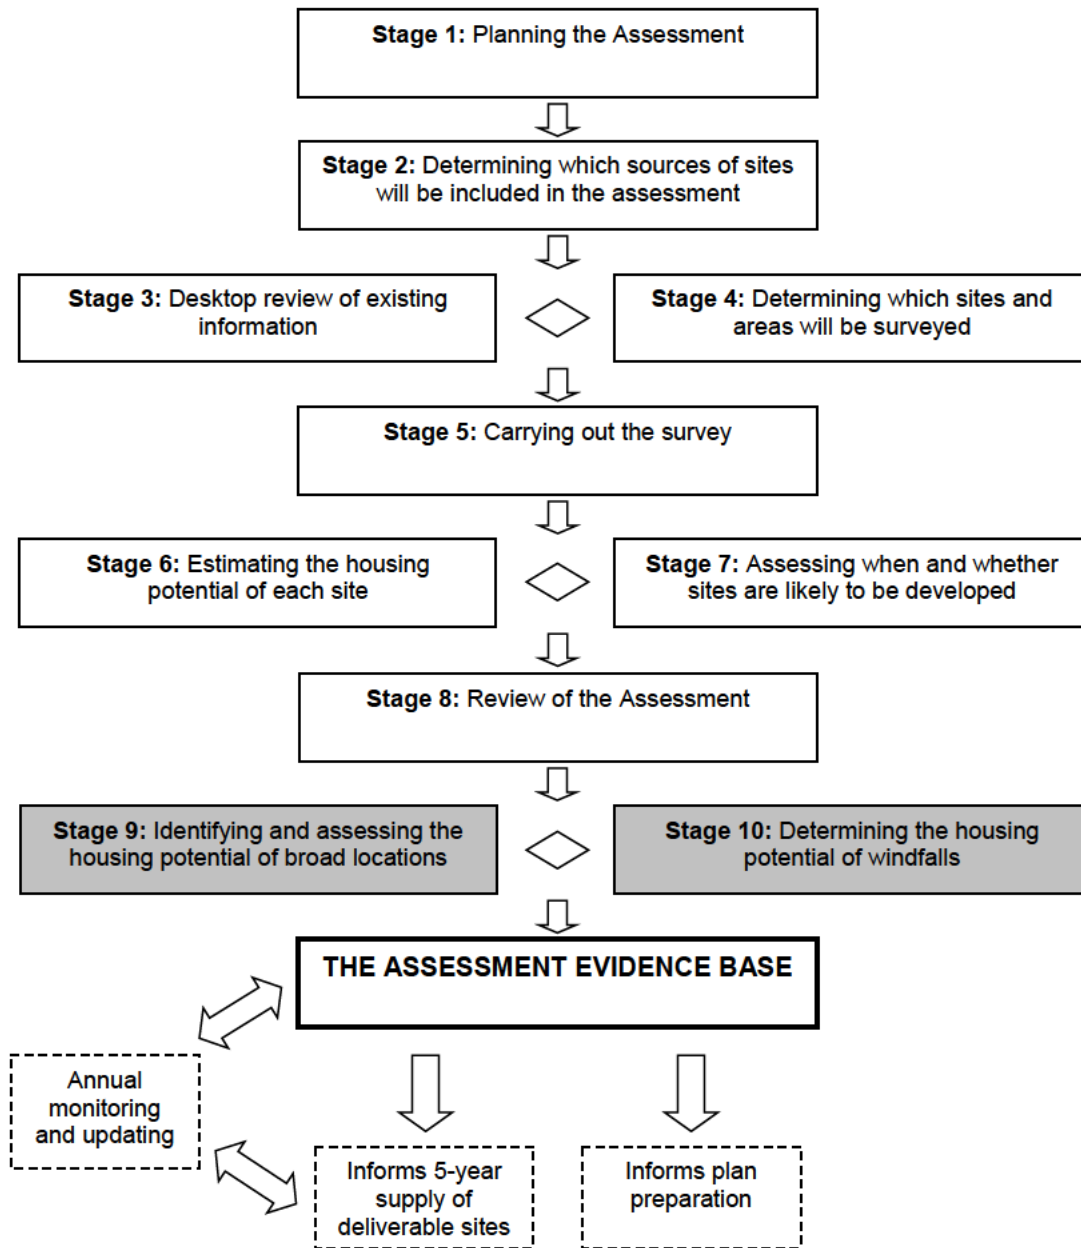 Stage 1: Planning the Assessment
Stage 2: Determining which sources of sites
will be included in the assessment
Stage 3: Desktop review of existing
information
Stage 4: Determining which sites and
areas will be surveyed
Stage 5: Carrying out the survey
Stage 6: Estimating the housing
potential of each site
Stage 7: Assessing when and whether
sites are likely to be developed
Stage 8: Review of the Assessment
Stage 9: Identifying and assessing the
housing potential of broad locations
Stage 10: Determining the housing
potential of windfalls
THE ASSESSMENT EVIDENCE BASE
Annual
monitoring
and updating
Informs 5-year
supply of
deliverable sites
Informs plan
preparation